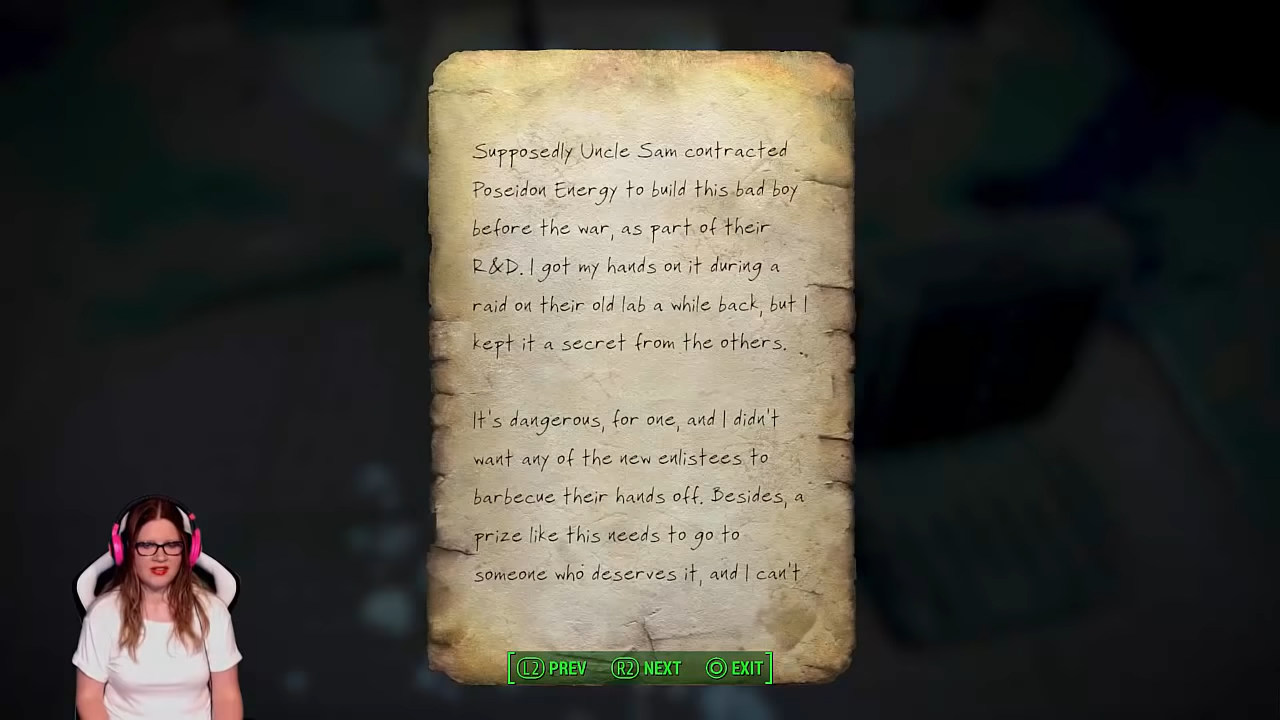 Supposedly Uncle Sam contracted
Poseidon Energy to build this bad boy
before the war, as part of their
R&D. I got my hands on it during a
raid on their old lab a while back, but I
kept it a secret from the others.
It's dangerous, for one, and I didn't
want any of the new enlistees to
barbecue their hands off. Besides, a
prize like this needs to go to
someone who deserves it, and I can't
L2 PREV R2 NEXT EXIT